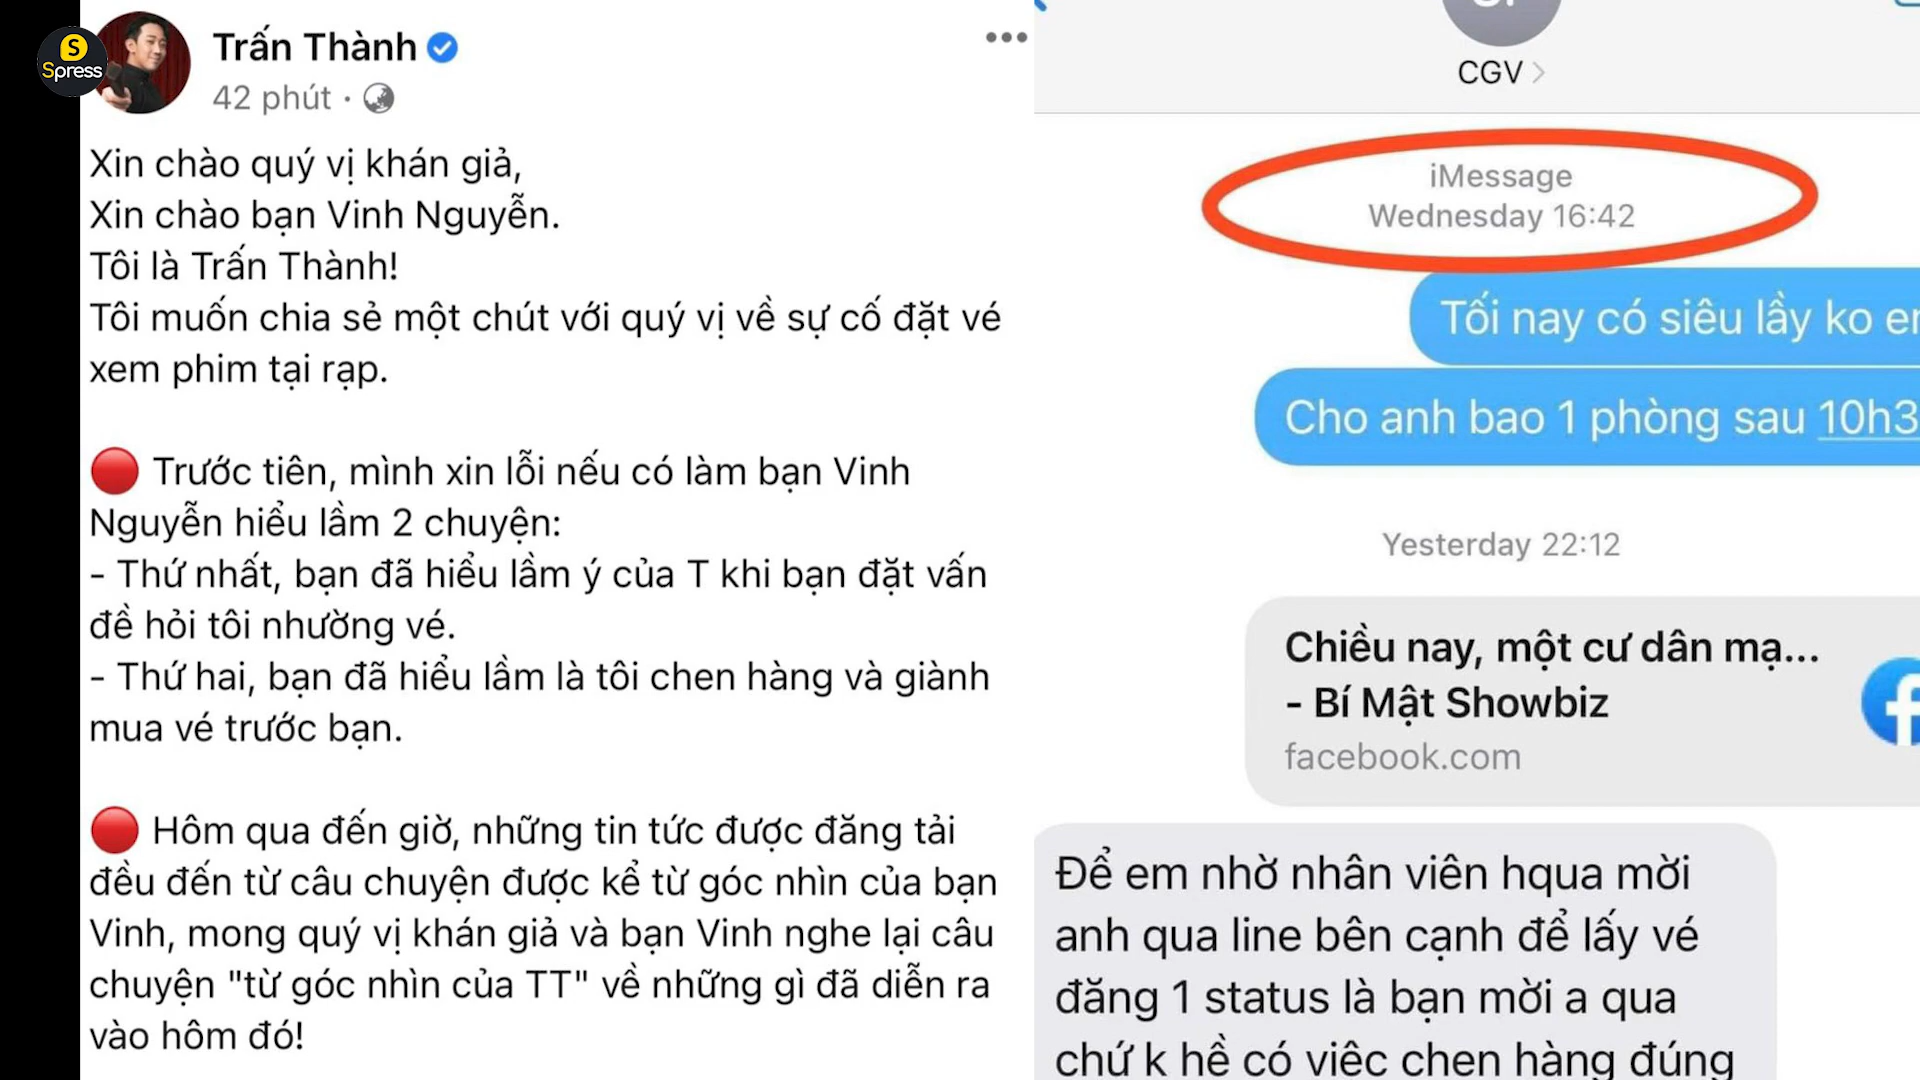 S
Spress
Trấn Thành
42 phút ·
Xin chào quý vị khán giả,
Xin chào bạn Vinh Nguyễn.
Tôi là Trấn Thành!
Tôi muốn chia sẻ một chút với quý vị về sự cố đặt vé
xem phim tại rạp.
Trước tiên, mình xin lỗi nếu có làm bạn Vinh
Nguyễn hiểu lầm 2 chuyện:
- Thứ nhất, bạn đã hiểu lầm ý của T khi bạn đặt vấn
đề hỏi tôi nhường vé.
- Thứ hai, bạn đã hiểu lầm là tôi chen hàng và giành
mua vé trước bạn.
Hôm qua đến giờ, những tin tức được đăng tải
đều đến từ câu chuyện được kể từ góc nhìn của bạn
Vinh, mong quý vị khán giả và bạn Vinh nghe lại câu
chuyện "từ góc nhìn của TT" về những gì đã diễn ra
vào hôm đó!
CGV
iMessage
Wednesday 16:42
Tối nay có siêu lầy ko
Cho anh bao 1 phòng sau 10h3
Yesterday 22:12
Chiều nay, một cư dân mạ...
- Bí Mật Showbiz
facebook.com
Để em nhờ nhân viên hqua mời
anh qua line bên cạnh để lấy vé
đăng 1 status là bạn mời a qua
chứ k hề có việc chen hàng đúng